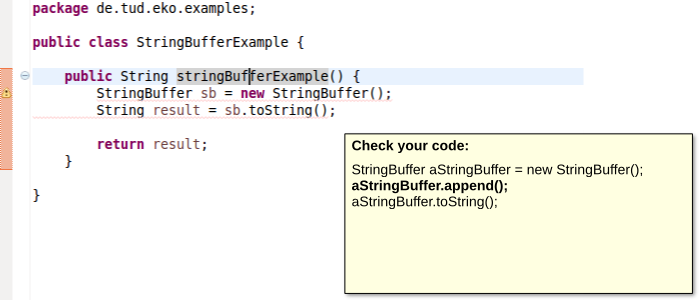 package de.tud.eko.examples;
public class StringBufferExample {
public String stringBufferExample() {
StringBuffer sb = new StringBuffer();
String result = sb.toString();
return result;
}
}
Check your code:
StringBuffer aStringBuffer = new StringBuffer();
aStringBuffer.append();
aStringBuffer.toString();